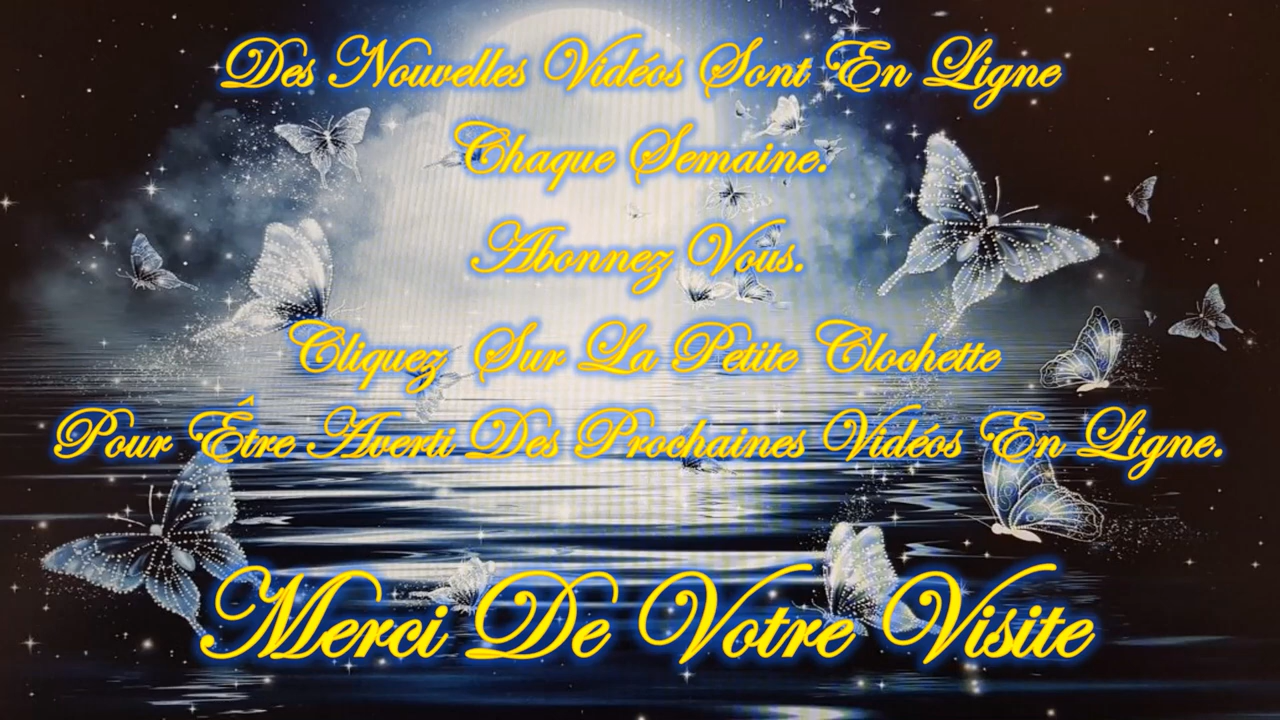 Des Nouvelles Vidéos Sont En Ligne
Chaque Semaine.
Abonnez Vous.
Cliquez Sur La Petite Clochette
Pour Être Averti Des Prochaines Vidéos En Ligne.
Merci De Votre Visite